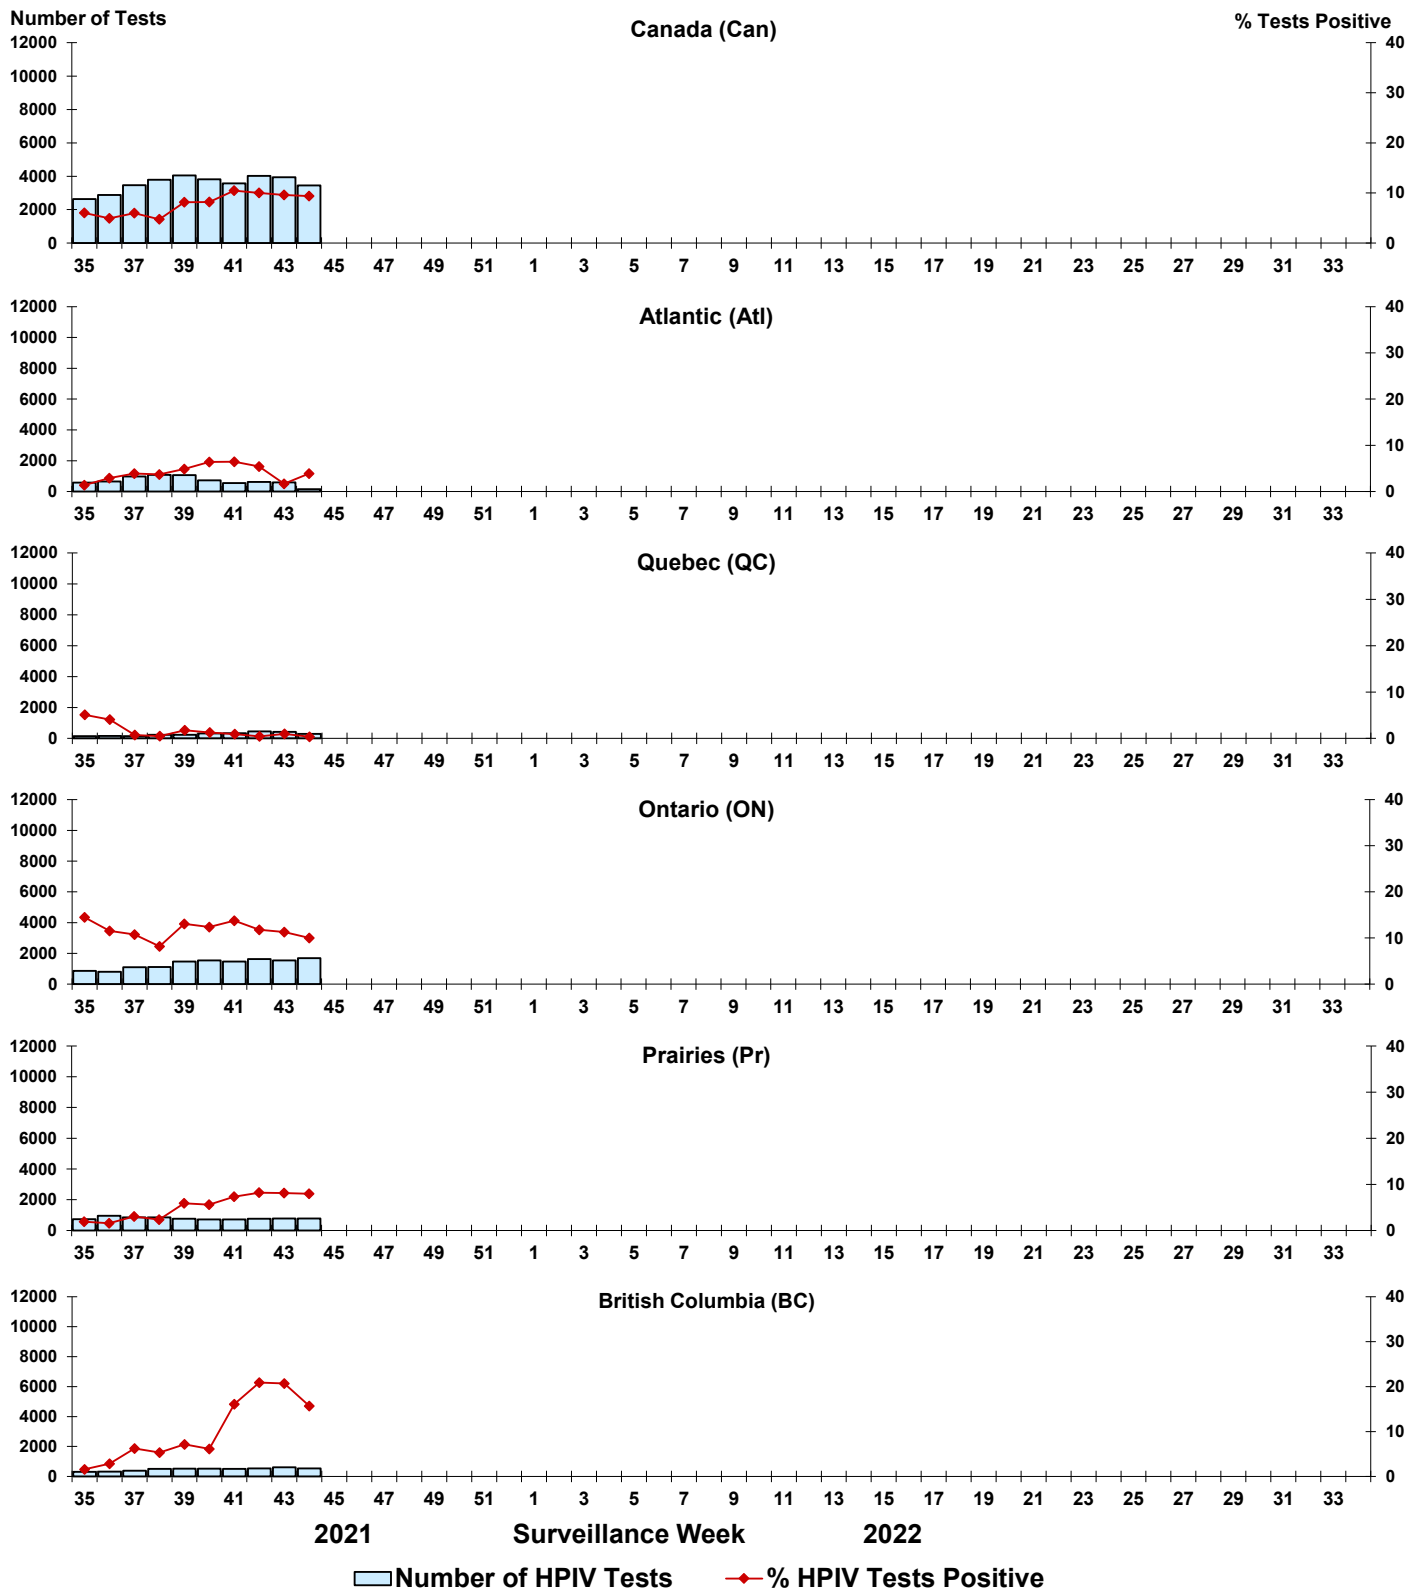 Number of Tests
Canada (Can)
% Tests Positive
12000 10000 8000 6000 4000 2000 0
40 30 20 10 0
35 37 39 41 43 45 47 49 51 1 3 5 7 9 11 13 15 17 19 21 23 25 27 29 31 33
Atlantic (Atl)
12000 10000 8000 6000 4000 2000 0
40 30 20 10 0
35 37 39 41 43 45 47 49 51 1 3 5 7 9 11 13 15 17 19 21 23 25 27 29 31 33
Quebec (QC)
12000 10000 8000 6000 4000 2000 0
40 30 20 10 0
35 37 39 41 43 45 47 49 51 1 3 5 7 9 11 13 15 17 19 21 23 25 27 29 31 33
Ontario (ON)
12000 10000 8000 6000 4000 2000 0
40 30 20 10 0
35 37 39 41 43 45 47 49 51 1 3 5 7 9 11 13 15 17 19 21 23 25 27 29 31 33
Prairies (Pr)
12000 10000 8000 6000 4000 2000 0
40 30 20 10 0
35 37 39 41 43 45 47 49 51 1 3 5 7 9 11 13 15 17 19 21 23 25 27 29 31 33
British Columbia (BC)
12000 10000 8000 6000 4000 2000 0
40 30 20 10 0
35 37 39 41 43 45 47 49 51 1 3 5 7 9 11 13 15 17 19 21 23 25 27 29 31 33
2021 Surveillance Week 2022
Number of HPIV Tests % HPIV Tests Positive